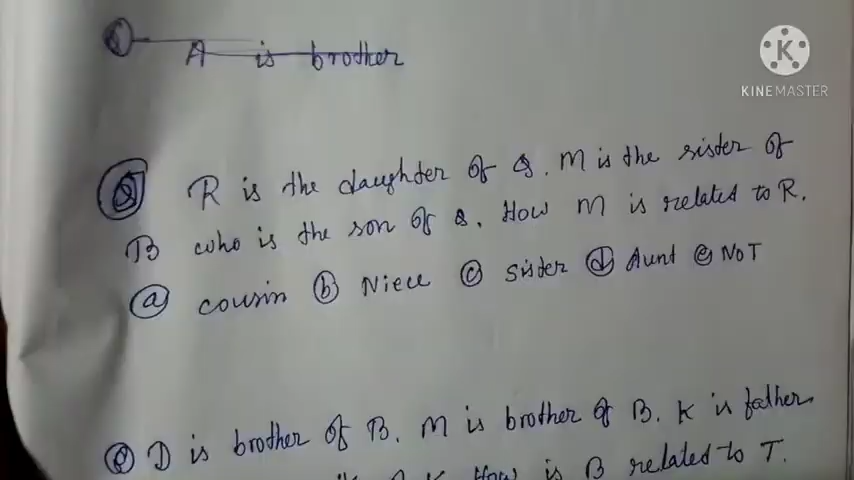 A is brother
K
KINEMASTER
Q R is the daughter of Q. M is the sister of
B who is the son of Q. How M is related to R.
(a) cousin (b) Niece (c) Sister (d) Aunt (e) NOT
Q D is brother of B. M is brother of B. K is father
K How is B related to T.